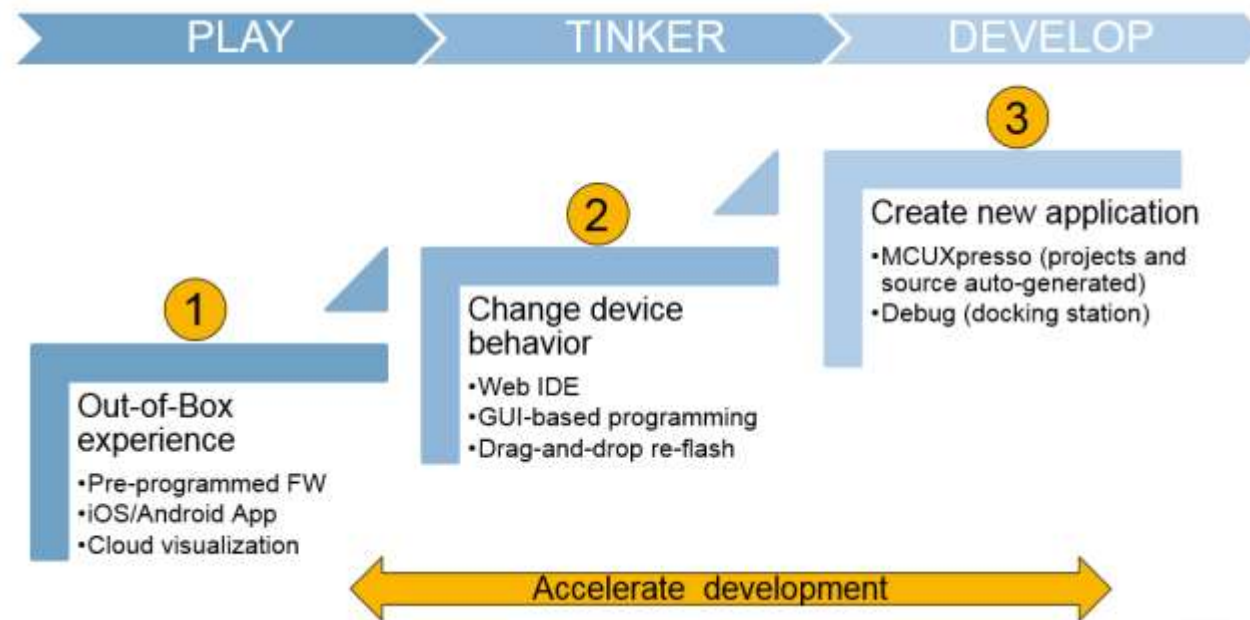 PLAY
TINKER
DEVELOP
1
Out-of-Box
experience
•Pre-programmed FW
•iOS/Android App
•Cloud visualization
2
Change device
behavior
•Web IDE
•GUI-based programming
•Drag-and-drop re-flash
3
Create new application
•MCUXpresso (projects and
source auto-generated)
•Debug (docking station)
Accelerate development